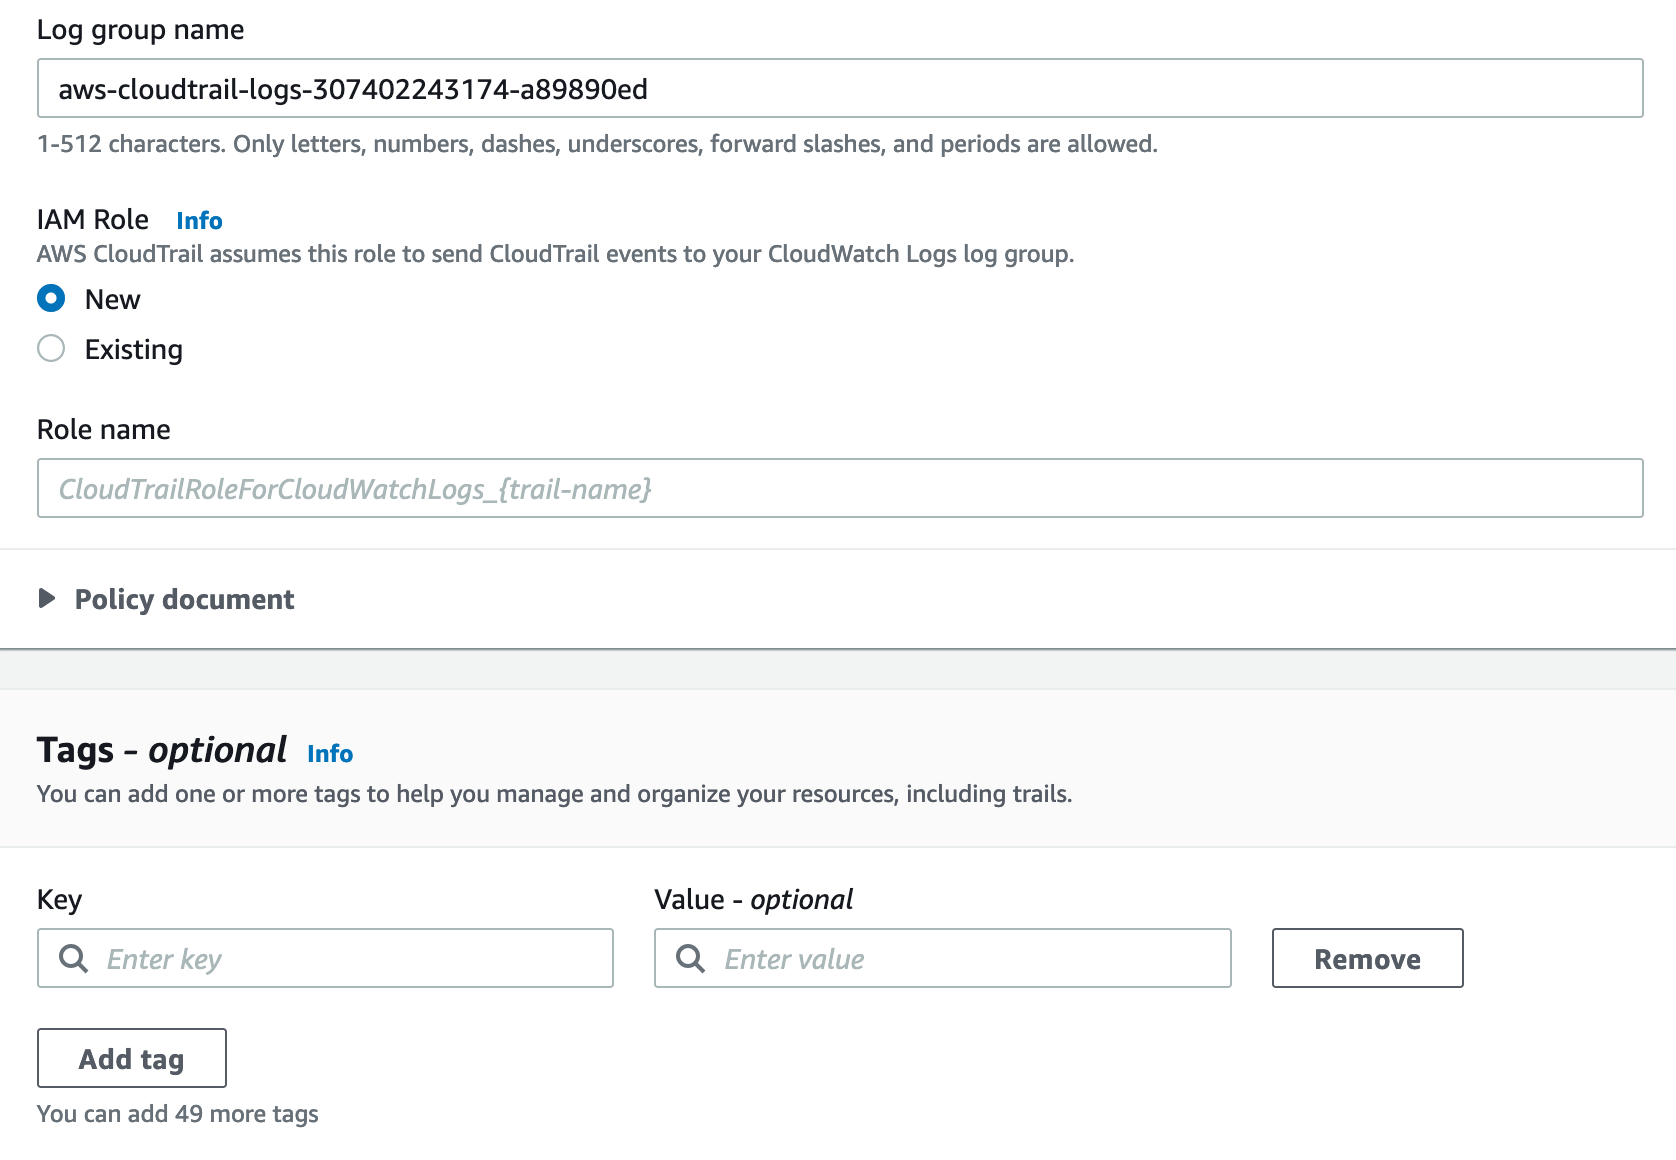 Log group name
aws-cloudtrail-logs-307402243174-a89890ed
1-512 characters. Only letters, numbers, dashes, underscores, forward slashes, and periods are allowed.
IAM Role Info
AWS CloudTrail assumes this role to send CloudTrail events to your CloudWatch Logs log group.
New
Existing
Role name
CloudTrailRoleForCloudWatchLogs_{trail-name}
Policy document
Tags - optional Info
You can add one or more tags to help you manage and organize your resources, including trails.
Key Value - optional
Enter key Enter value Remove
Add tag
You can add 49 more tags